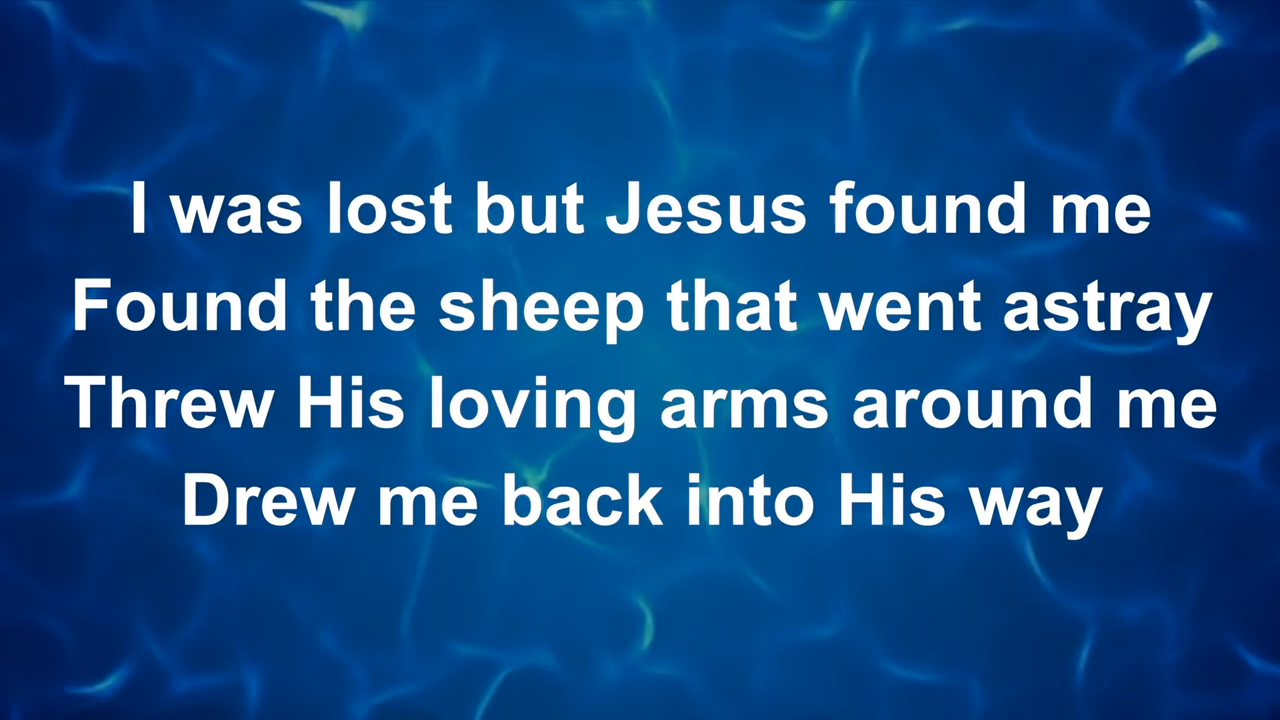 I was lost but Jesus found me
Found the sheep that went astray
Threw His loving arms around me
Drew me back into His way